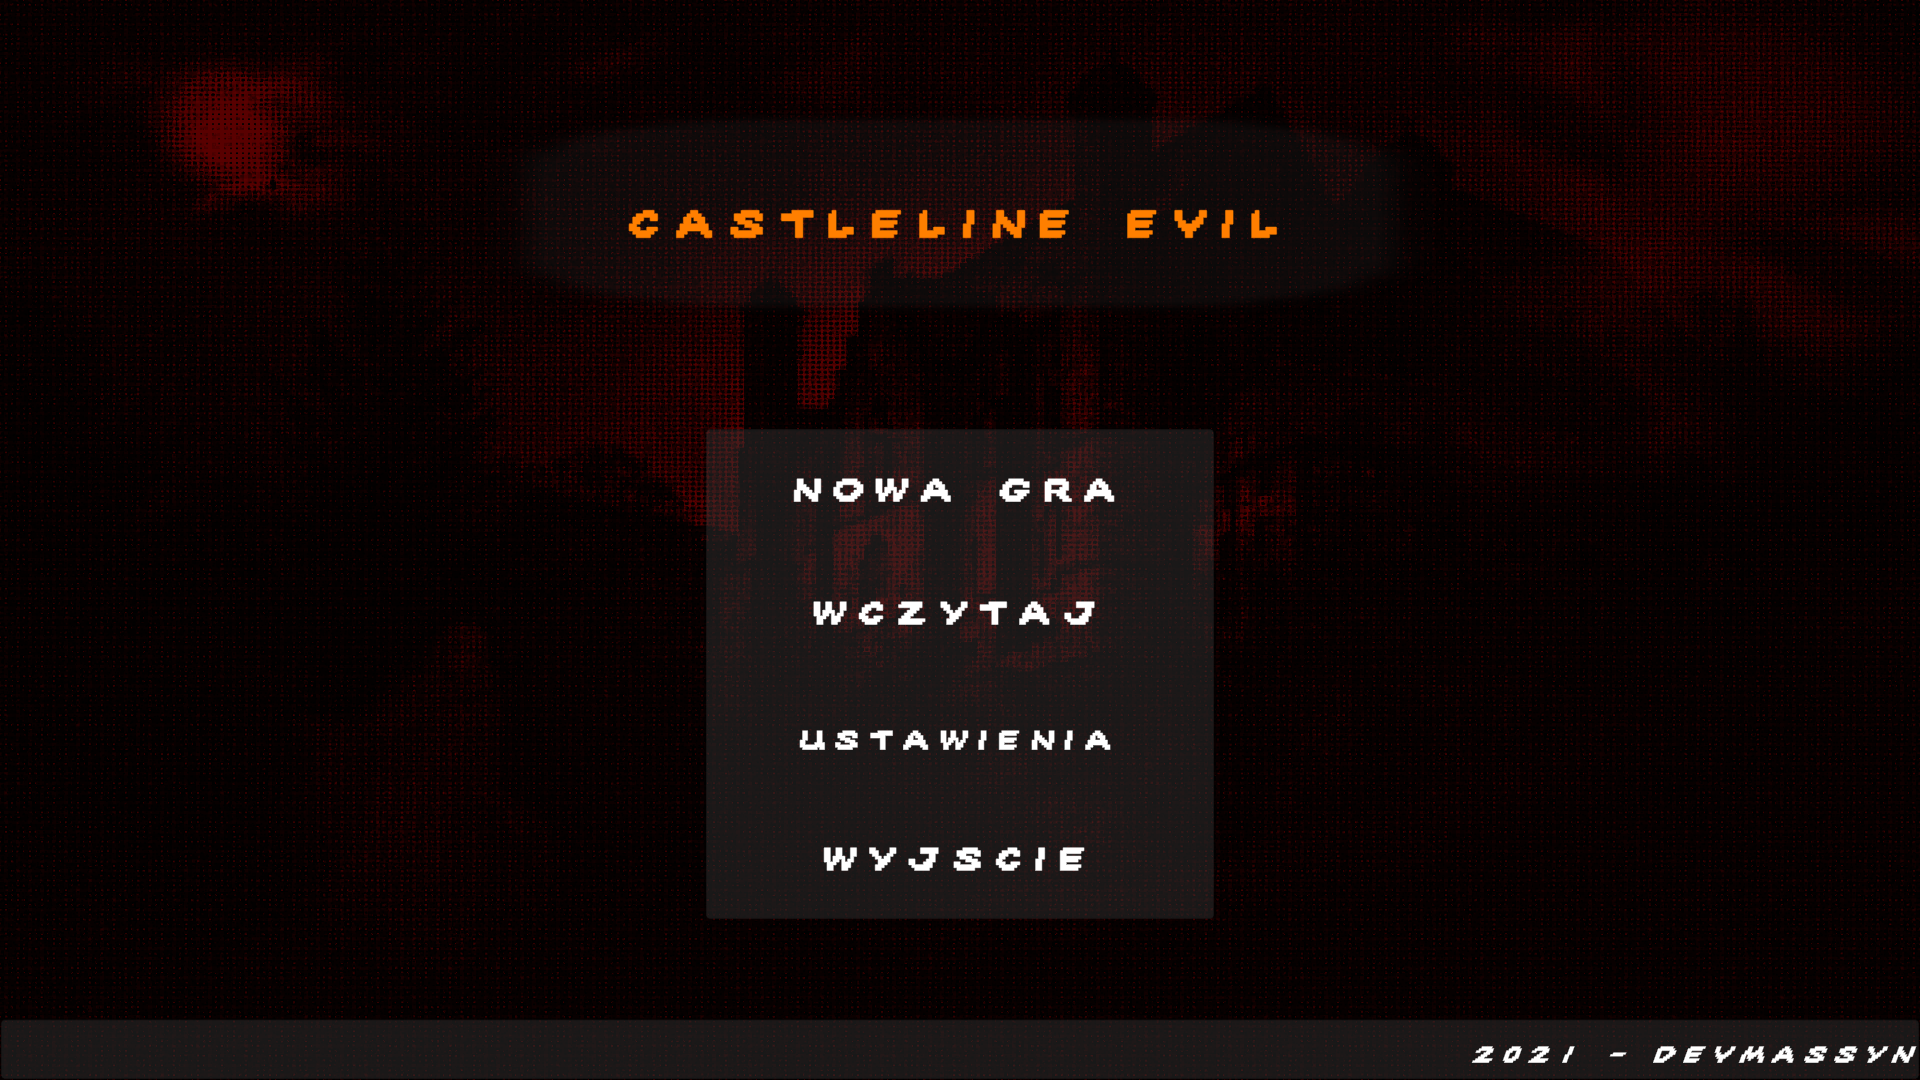 CASTLELINE EVIL
NOWA GRA
WCZYTAJ
USTAWIENIA
WYJSCIE
2021 - DEVMASSYN